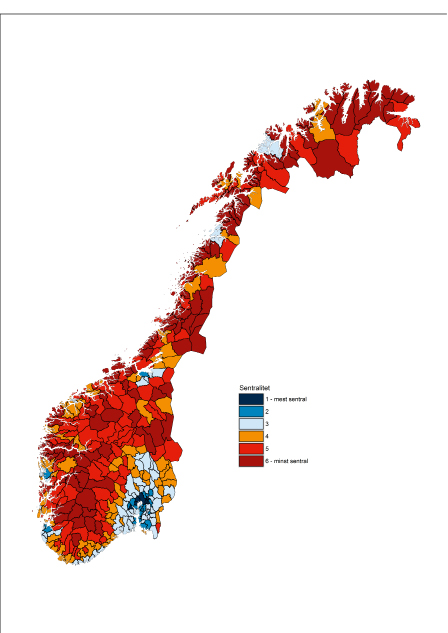 Sentralitet
1 - mest sentral
2
3
4
5
6 - minst sentral